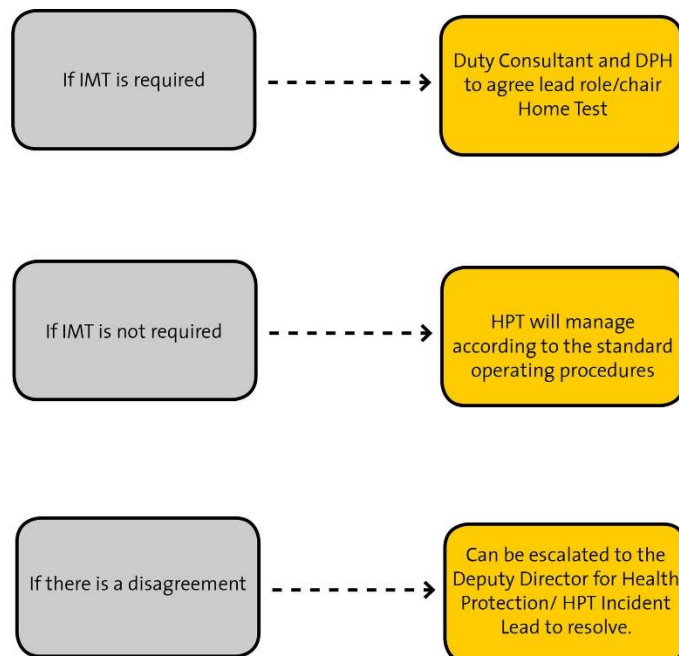 If IMT is required
Duty Consultant and DPH
to agree lead role/chair
Home Test
If IMT is not required
HPT will manage
according to the standard
operating procedures
If there is a disagreement
Can be escalated to the
Deputy Director for Health
Protection/ HPT Incident
Lead to resolve.